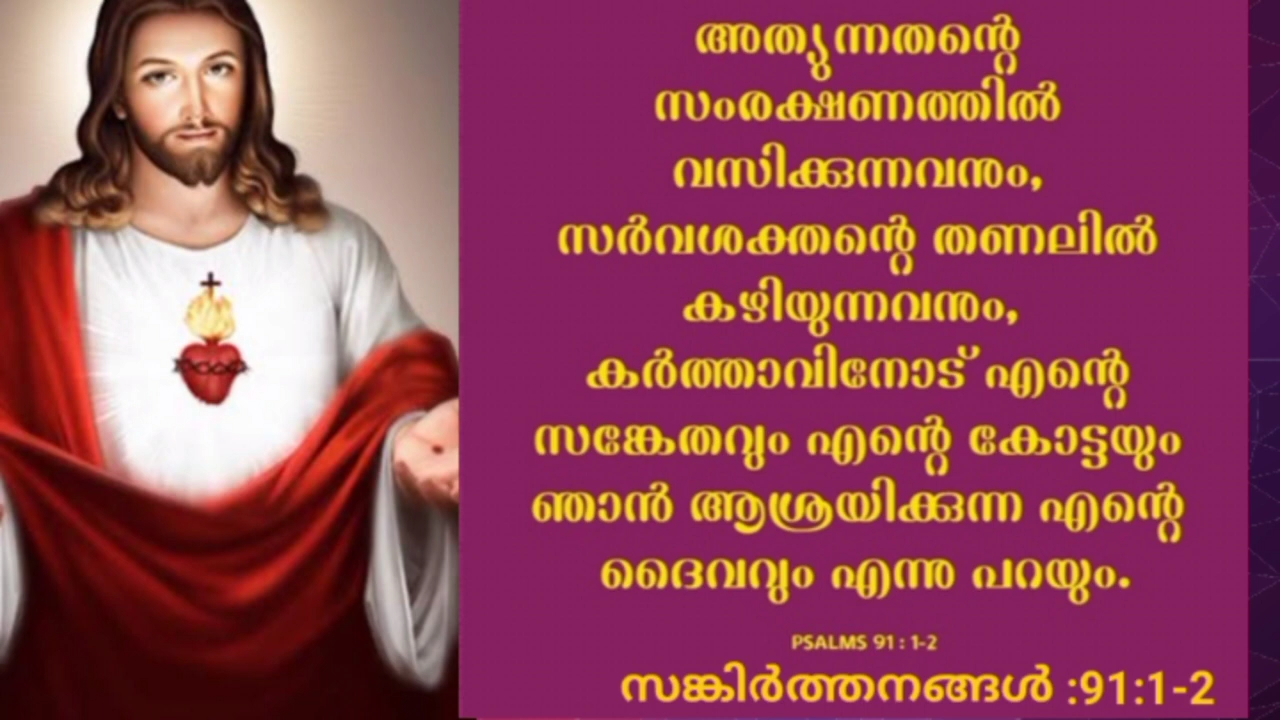 അത്യുന്നതന്റെ
സംരക്ഷണത്തിൽ
വസിക്കുന്നവനും,
സർവശക്തന്റെ തണലിൽ
കഴിയുന്നവനും,
കർത്താവിനോട് എന്റെ
സങ്കേതവും എന്റെ കോട്ടയും
ഞാൻ ആശ്രയിക്കുന്ന എന്റെ
ദൈവവും എന്നു പറയും.
PSALMS 91 : 1-2
സങ്കിർത്തനങ്ങൾ :91:1-2